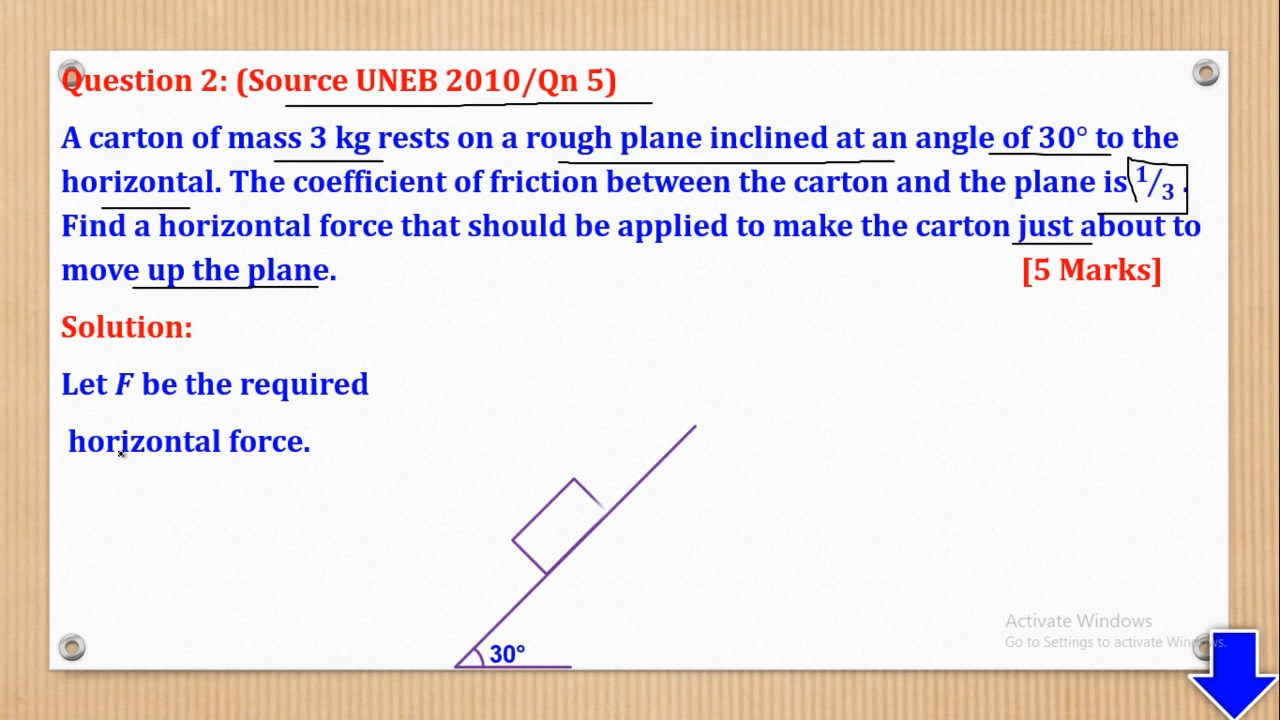 Question 2: (Source UNEB 2010/Qn 5)
A carton of mass 3 kg rests on a rough plane inclined at an angle of 30° to the
horizontal. The coefficient of friction between the carton and the plane is 1/3 .
Find a horizontal force that should be applied to make the carton just about to
move up the plane. [5 Marks]
Solution:
Let F be the required
horizontal force.
30°
Activate Windows
Go to Settings to activate Windows.